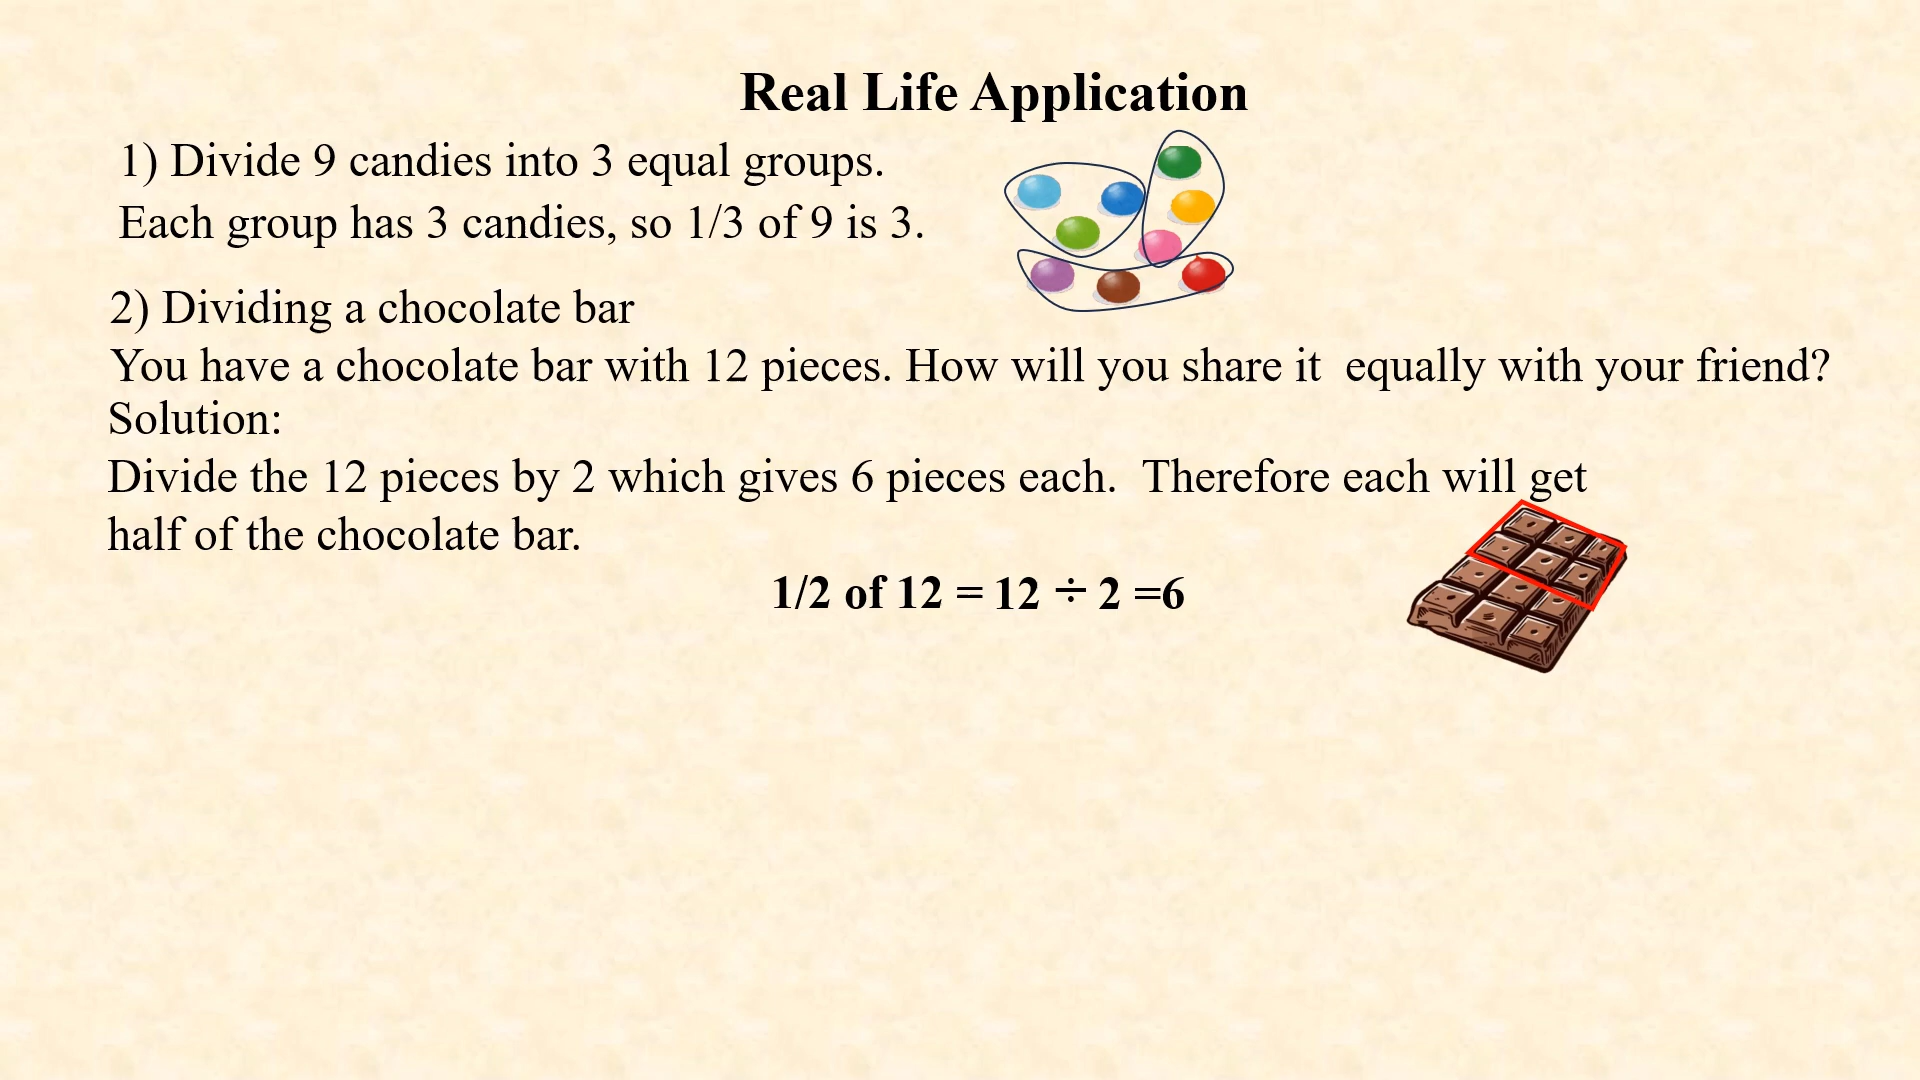 Real Life Application
1) Divide 9 candies into 3 equal groups.
Each group has 3 candies, so 1/3 of 9 is 3.
2) Dividing a chocolate bar
You have a chocolate bar with 12 pieces. How will you share it  equally with your friend?
Solution:
Divide the 12 pieces by 2 which gives 6 pieces each.  Therefore each will get
half of the chocolate bar.
1/2 of 12 = 12 ÷ 2 =6